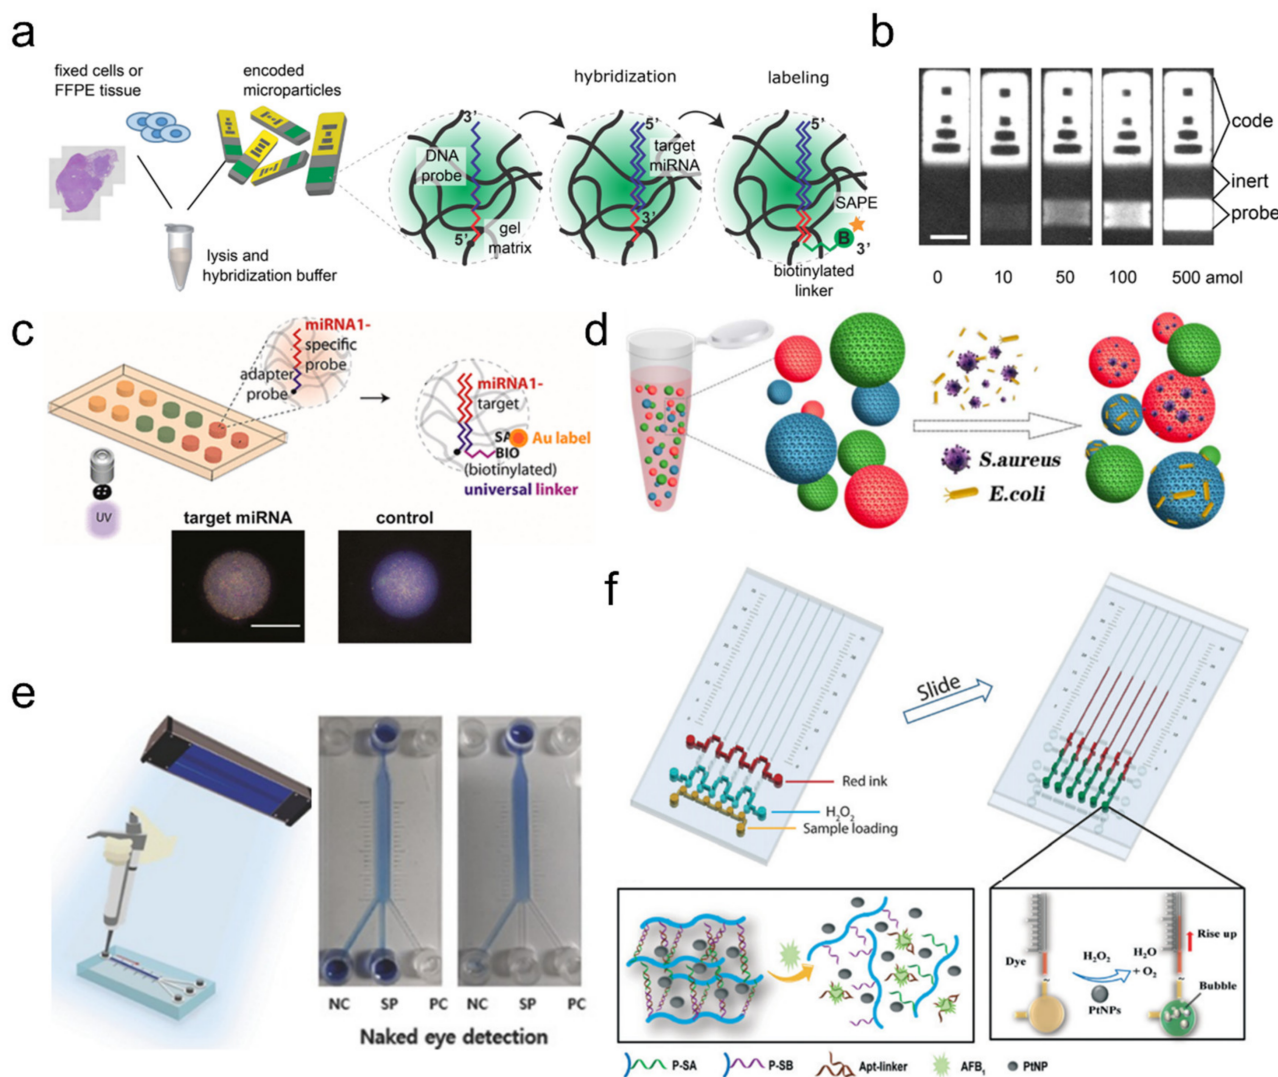 a
fixed cells or
FFPE tissue
encoded
microparticles
lysis and
hybridization buffer
hybridization
labeling
3'
DNA
probe
5'
gel
matrix
5'
target
miRNA
3'
5'
SAPE
B
3'
biotinylated
linker
b
code
inert
probe
0 10 50 100 500 amol
c
miRNA1-
specific
probe
adapter
probe
UV
miRNA1-
target
SA Au label
BIO
(biotinylated)
universal linker
target miRNA
control
d
S.aureus
E.coli
e
NC SP PC NC SP PC
Naked eye detection
f
Slide
Red ink
H₂O₂
Sample loading
Dye
H₂O₂
PtNPs
H₂O
+ O₂
Rise up
Bubble
P-SA P-SB Apt-linker AFB₁ PtNP